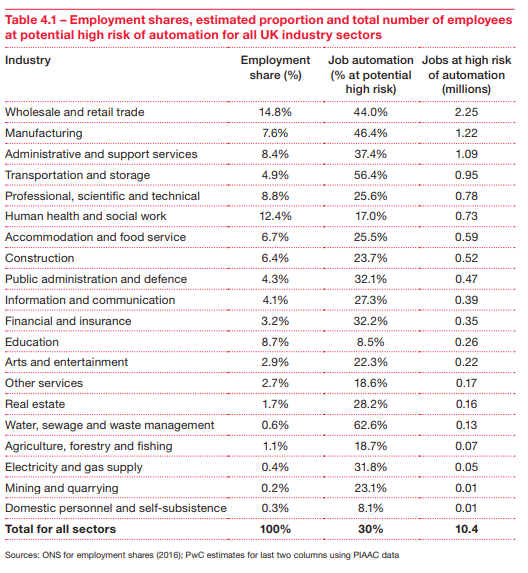 Table 4.1 – Employment shares, estimated proportion and total number of employees
at potential high risk of automation for all UK industry sectors
Industry Employment share (%) Job automation (% at potential high risk) Jobs at high risk of automation (millions)
Wholesale and retail trade 14.8% 44.0% 2.25
Manufacturing 7.6% 46.4% 1.22
Administrative and support services 8.4% 37.4% 1.09
Transportation and storage 4.9% 56.4% 0.95
Professional, scientific and technical 8.8% 25.6% 0.78
Human health and social work 12.4% 17.0% 0.73
Accommodation and food service 6.7% 25.5% 0.59
Construction 6.4% 23.7% 0.52
Public administration and defence 4.3% 32.1% 0.47
Information and communication 4.1% 27.3% 0.39
Financial and insurance 3.2% 32.2% 0.35
Education 8.7% 8.5% 0.26
Arts and entertainment 2.9% 22.3% 0.22
Other services 2.7% 18.6% 0.17
Real estate 1.7% 28.2% 0.16
Water, sewage and waste management 0.6% 62.6% 0.13
Agriculture, forestry and fishing 1.1% 18.7% 0.07
Electricity and gas supply 0.4% 31.8% 0.05
Mining and quarrying 0.2% 23.1% 0.01
Domestic personnel and self-subsistence 0.3% 8.1% 0.01
Total for all sectors 100% 30% 10.4
Sources: ONS for employment shares (2016); PwC estimates for last two columns using PIAAC data